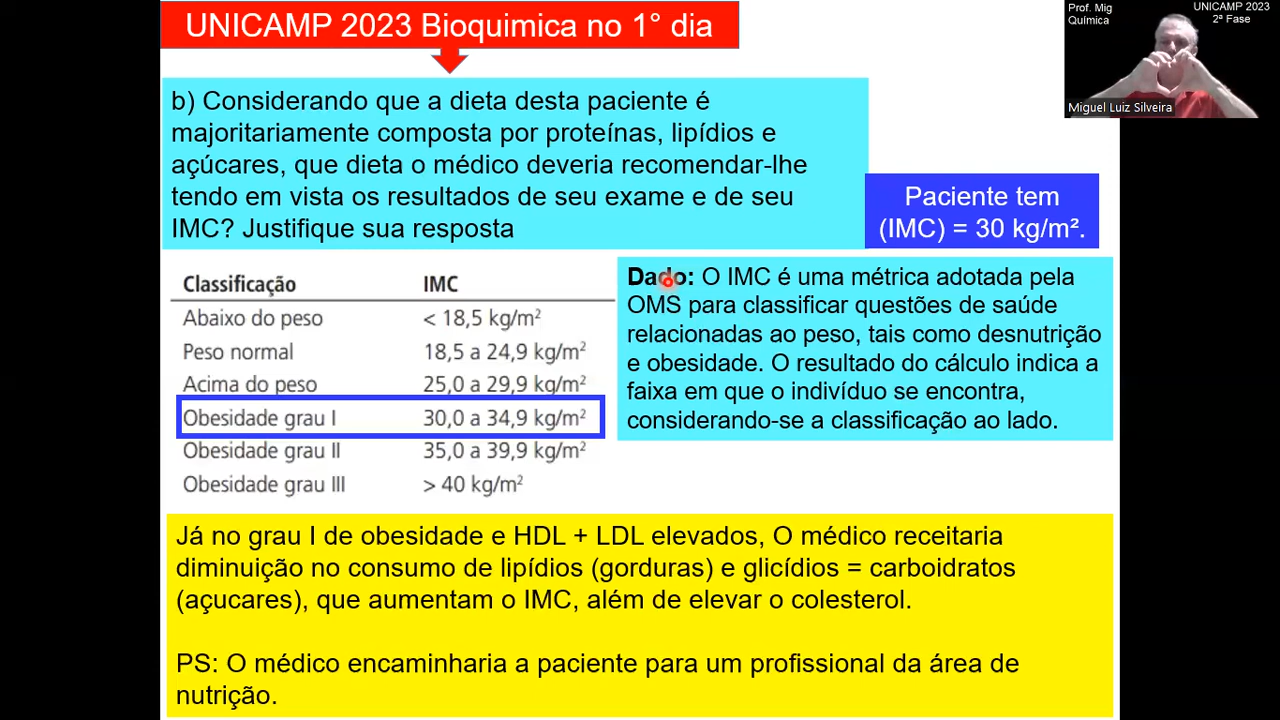 UNICAMP 2023 Bioquimica no 1° dia
Prof. Mig
Química
UNICAMP 2023
2ª Fase
Miguel Luiz Silveira
b) Considerando que a dieta desta paciente é
majoritariamente composta por proteínas, lipídios e
açúcares, que dieta o médico deveria recomendar-lhe
tendo em vista os resultados de seu exame e de seu
IMC? Justifique sua resposta
Paciente tem
(IMC) = 30 kg/m².
Classificação IMC
Abaixo do peso < 18,5 kg/m²
Peso normal 18,5 a 24,9 kg/m²
Acima do peso 25,0 a 29,9 kg/m²
Obesidade grau I 30,0 a 34,9 kg/m²
Obesidade grau II 35,0 a 39,9 kg/m²
Obesidade grau III > 40 kg/m²
Dado: O IMC é uma métrica adotada pela
OMS para classificar questões de saúde
relacionadas ao peso, tais como desnutrição
e obesidade. O resultado do cálculo indica a
faixa em que o indivíduo se encontra,
considerando-se a classificação ao lado.
Já no grau I de obesidade e HDL + LDL elevados, O médico receitaria
diminuição no consumo de lipídios (gorduras) e glicídios = carboidratos
(açucares), que aumentam o IMC, além de elevar o colesterol.
PS: O médico encaminharia a paciente para um profissional da área de
nutrição.